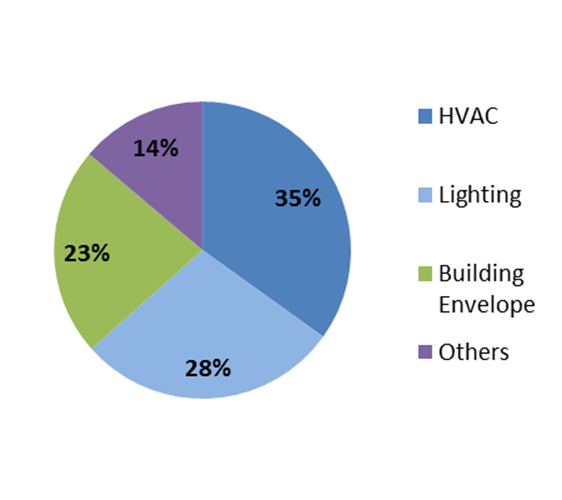 14%
35%
23%
28%
HVAC
Lighting
Building
Envelope
Others